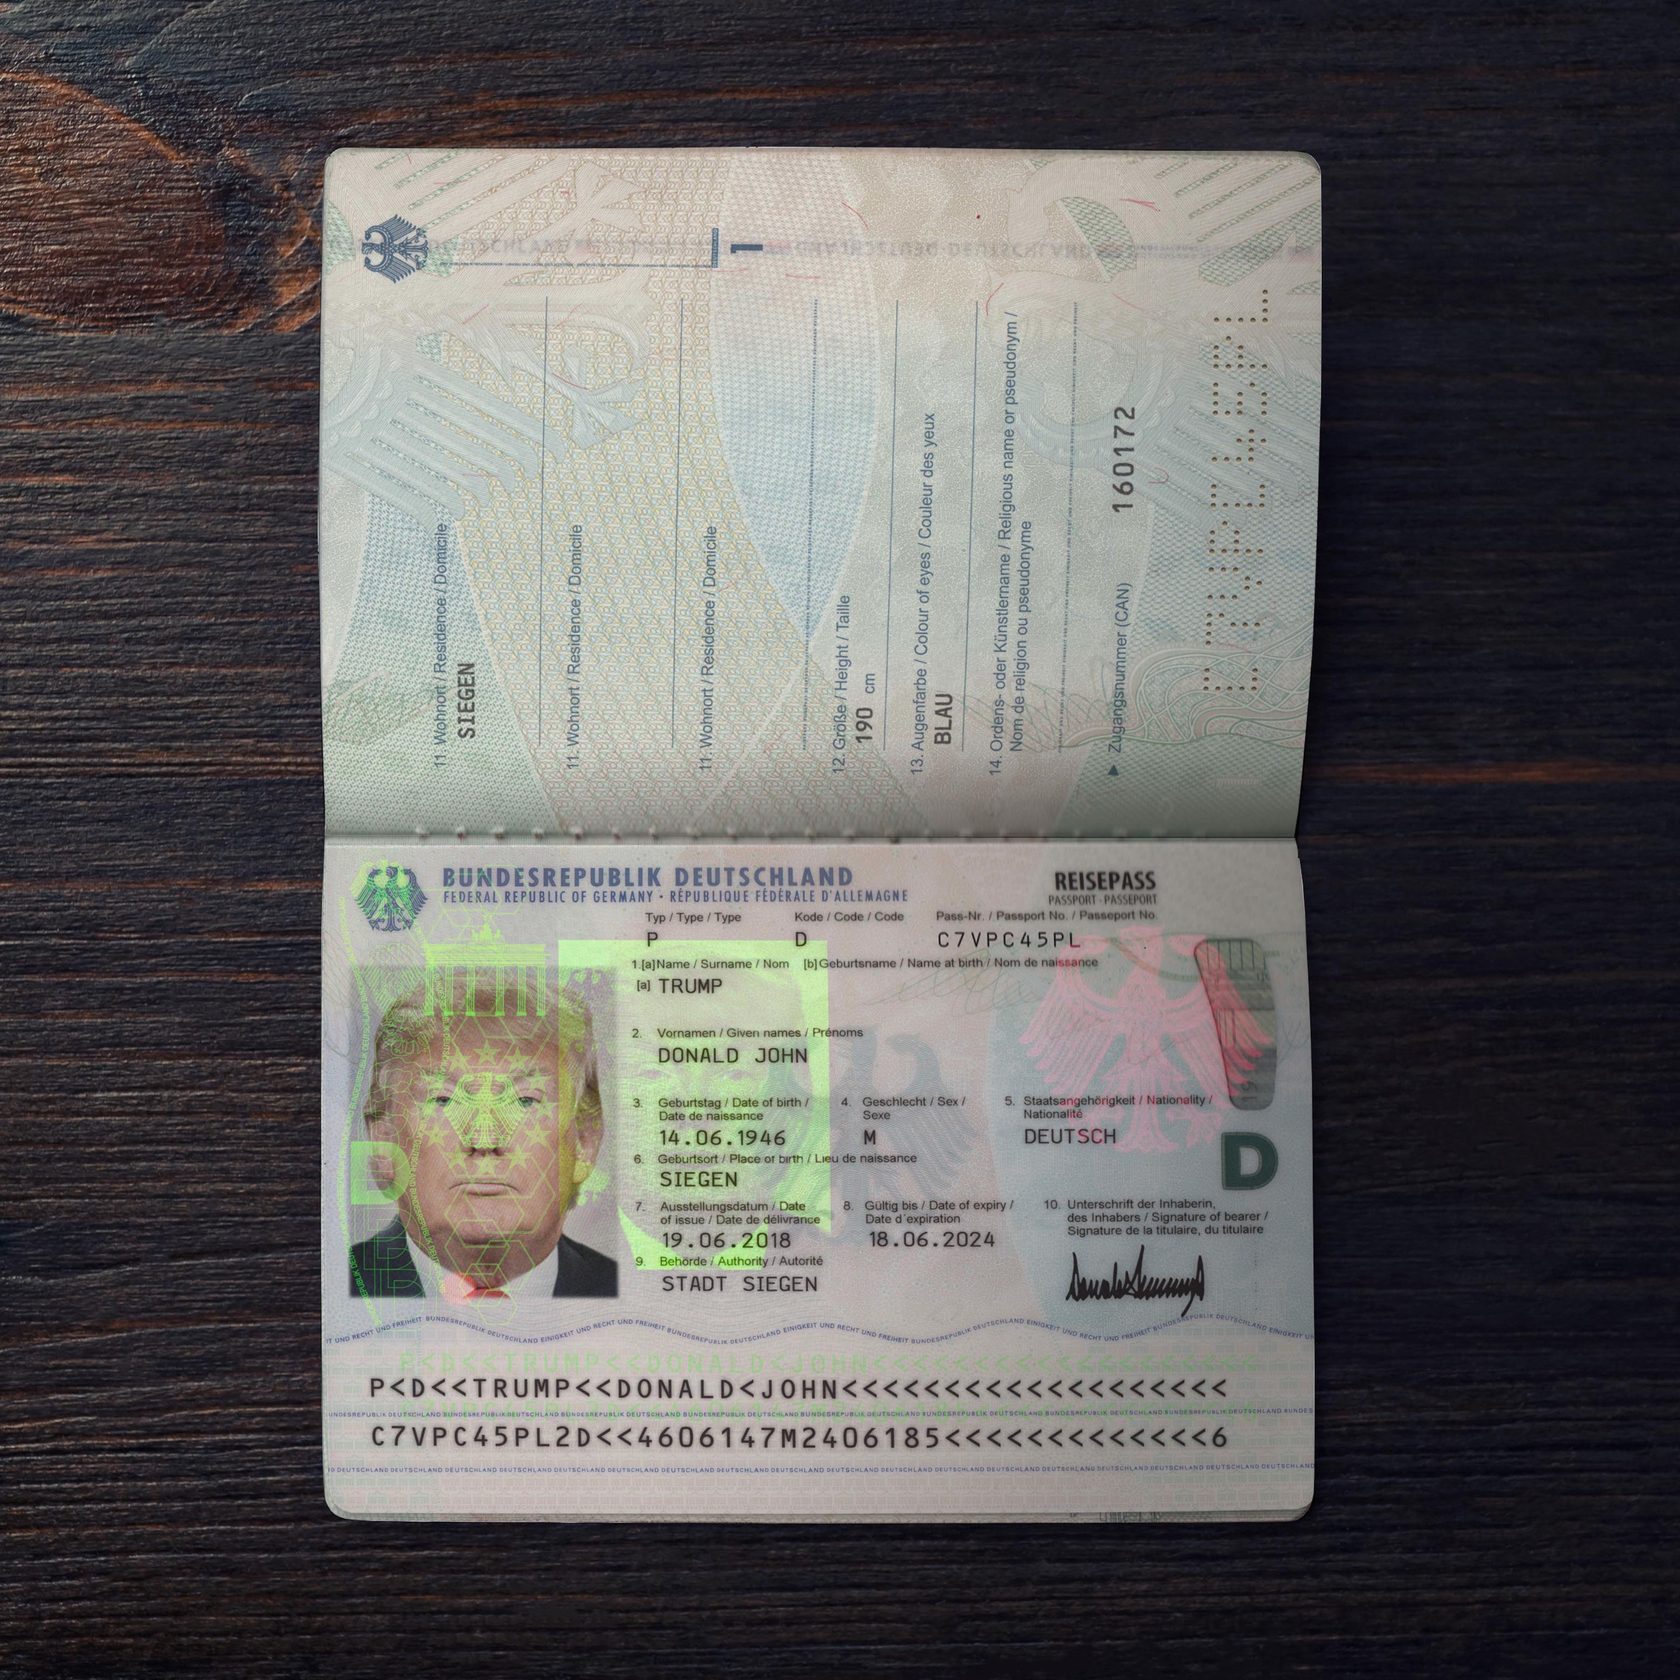 1
11. Wohnort / Residence / Domicile
SIEGEN
11. Wohnort / Residence / Domicile
11. Wohnort / Residence / Domicile
12. Größe / Height / Taille
190 cm
13. Augenfarbe / Colour of eyes / Couleur des yeux
BLAU
14. Ordens- oder Künstlername / Religious name or pseudonym /
Nom de religion ou pseudonyme
Zugangsnummer (CAN) 160172
BUNDESREPUBLIK DEUTSCHLAND REISEPASS
FEDERAL REPUBLIC OF GERMANY · RÉPUBLIQUE FÉDÉRALE D'ALLEMAGNE PASSPORT · PASSEPORT
Typ / Type / Type Kode / Code / Code Pass-Nr. / Passport No. / Passeport No.
P D C7VPC45PL
1.[a]Name / Surname / Nom [b]Geburtsname / Name at birth / Nom de naissance
[a] TRUMP
2. Vornamen / Given names / Prénoms
DONALD JOHN
3. Geburtstag / Date of birth / 4. Geschlecht / Sex / 5. Staatsangehörigkeit / Nationality /
Date de naissance Sexe Nationalité
14.06.1946 M DEUTSCH
D
6. Geburtsort / Place of birth / Lieu de naissance
SIEGEN
7. Ausstellungsdatum / Date 8. Gültig bis / Date of expiry / 10. Unterschrift der Inhaberin,
of issue / Date de délivrance Date d´expiration des Inhabers / Signature of bearer /
Signature de la titulaire, du titulaire
19.06.2018 18.06.2024
9. Behörde / Authority / Autorité
STADT SIEGEN
P<D<<TRUMP<<DONALD<JOHN<<<<<<<<<<<<<<<<<<<
C7VPC45PL2D<<4606147M2406185<<<<<<<<<<<<<6